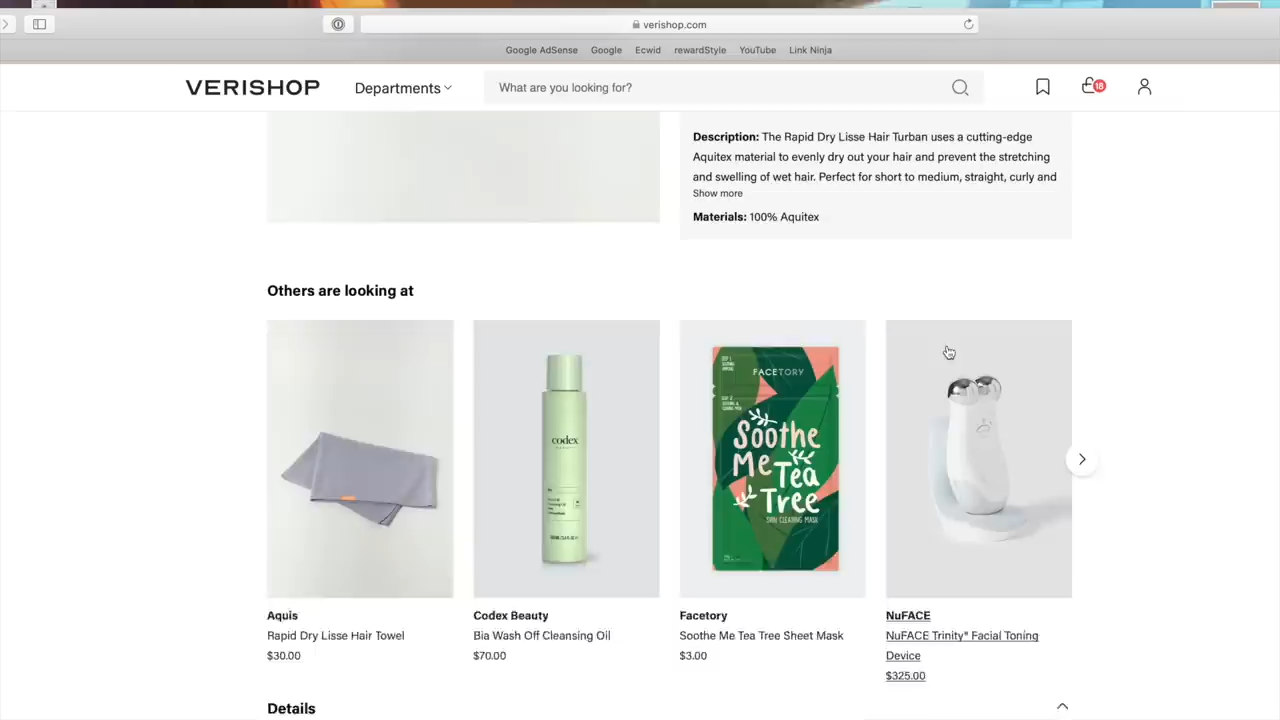 verishop.com
Google AdSense Google Ecwid rewardStyle YouTube Link Ninja
VERISHOP
Departments
What are you looking for?
18
Description: The Rapid Dry Lisse Hair Turban uses a cutting-edge
Aquitex material to evenly dry out your hair and prevent the stretching
and swelling of wet hair. Perfect for short to medium, straight, curly and
Show more
Materials: 100% Aquitex
Others are looking at
codex
FACETORY
Soothe
Me Tea
Tree
SKIN CLEARING MASK
Aquis
Rapid Dry Lisse Hair Towel
$30.00
Codex Beauty
Bia Wash Off Cleansing Oil
$70.00
Facetory
Soothe Me Tea Tree Sheet Mask
$3.00
NuFACE
NuFACE Trinity® Facial Toning
Device
$325.00
Details